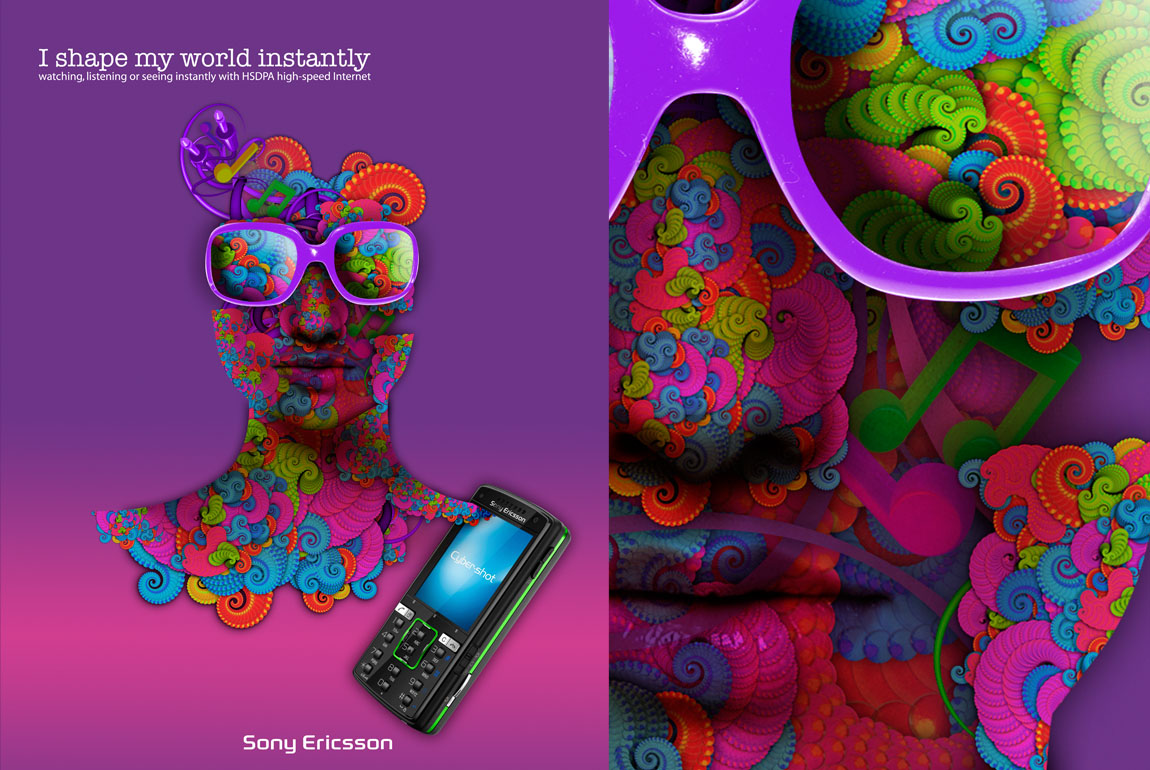 I shape my world instantly
watching, listening or seeing instantly with HSDPA high-speed Internet
Sony Ericsson
Cyber-shot
Sony Ericsson